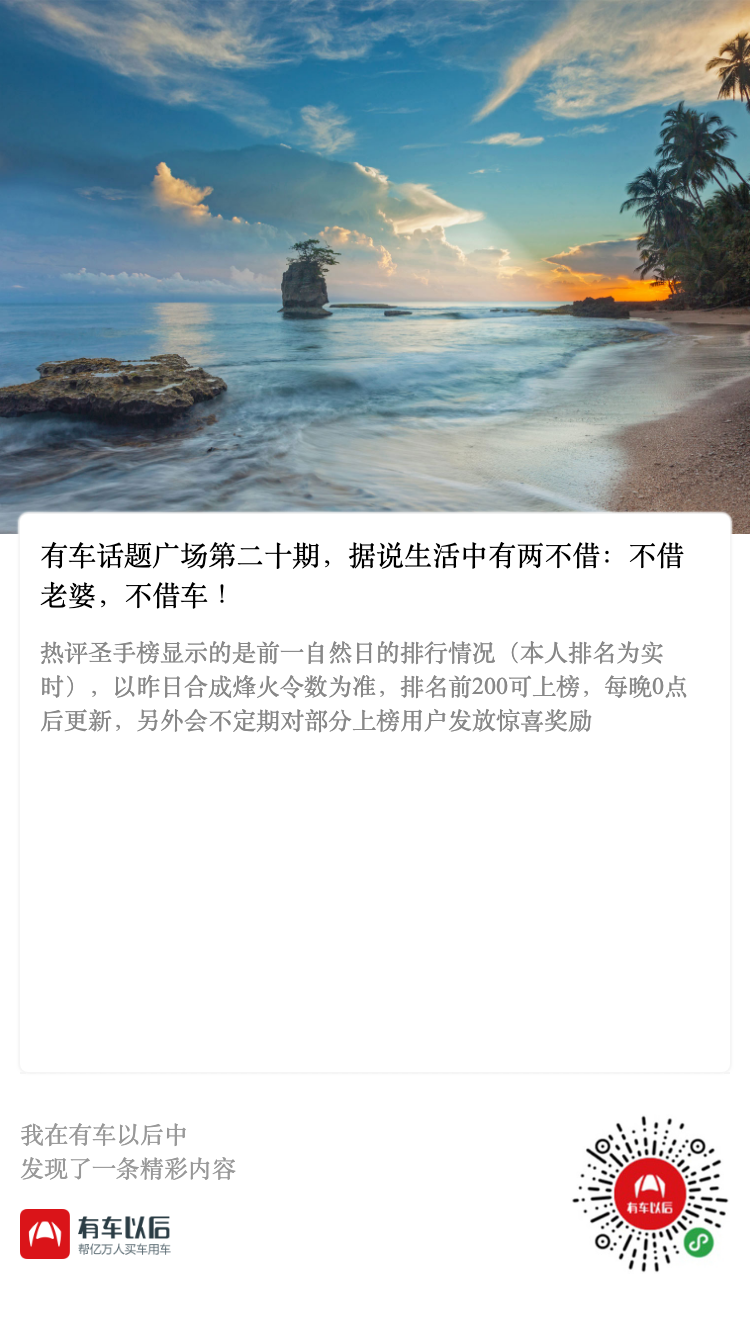 有车话题广场第二十期，据说生活中有两不借：不借
老婆，不借车！
热评圣手榜显示的是前一自然日的排行情况（本人排名为实
时），以昨日合成烽火令数为准，排名前200可上榜，每晚0点
后更新，另外会不定期对部分上榜用户发放惊喜奖励
我在有车以后中
发现了一条精彩内容
有车以后
帮亿万人买车用车
有车以后